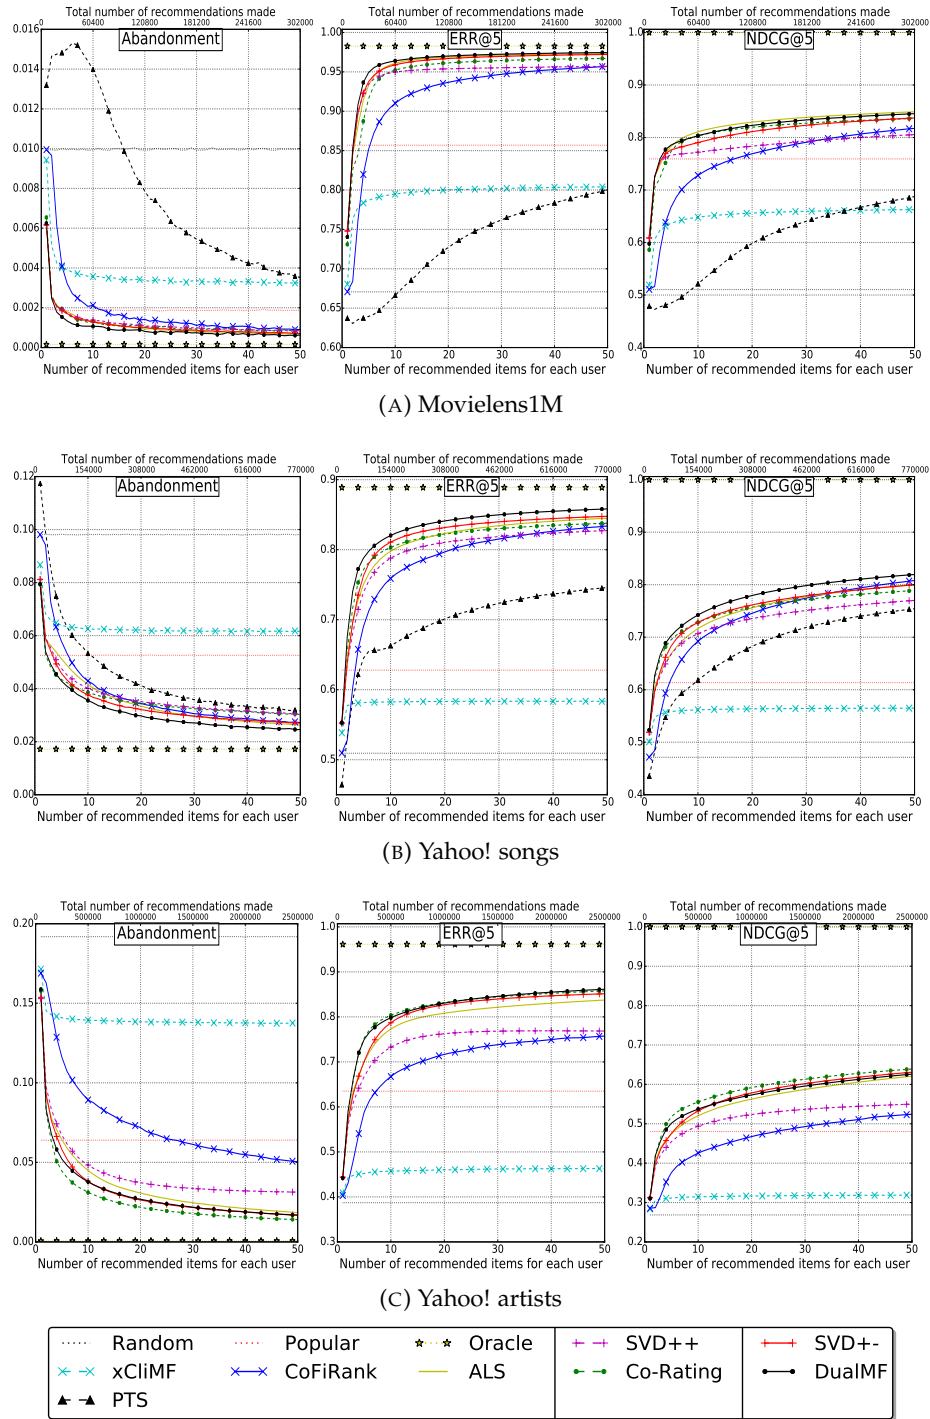 Total number of recommendations made
0 60400 120800 181200 241600 302000
Abandonment
0.016
0.014
0.012
0.010
0.008
0.006
0.004
0.002
0.000
0 10 20 30 40 50
Number of recommended items for each user
Total number of recommendations made
0 60400 120800 181200 241600 302000
ERR@5
1.00
0.95
0.90
0.85
0.80
0.75
0.70
0.65
0.60
0 10 20 30 40 50
Number of recommended items for each user
Total number of recommendations made
0 60400 120800 181200 241600 302000
NDCG@5
1.0
0.9
0.8
0.7
0.6
0.5
0.4
0 10 20 30 40 50
Number of recommended items for each user
(A) Movielens1M
Total number of recommendations made
0 154000 308000 462000 616000 770000
Abandonment
0.12
0.10
0.08
0.06
0.04
0.02
0.00
0 10 20 30 40 50
Number of recommended items for each user
Total number of recommendations made
0 154000 308000 462000 616000 770000
ERR@5
0.9
0.8
0.7
0.6
0.5
0 10 20 30 40 50
Number of recommended items for each user
Total number of recommendations made
0 154000 308000 462000 616000 770000
NDCG@5
1.0
0.9
0.8
0.7
0.6
0.5
0.4
0 10 20 30 40 50
Number of recommended items for each user
(B) Yahoo! songs
Total number of recommendations made
0 500000 1000000 1500000 2000000 2500000
Abandonment
0.20
0.15
0.10
0.05
0.00
0 10 20 30 40 50
Number of recommended items for each user
Total number of recommendations made
0 500000 1000000 1500000 2000000 2500000
ERR@5
1.0
0.9
0.8
0.7
0.6
0.5
0.4
0.3
0 10 20 30 40 50
Number of recommended items for each user
Total number of recommendations made
0 500000 1000000 1500000 2000000 2500000
NDCG@5
1.0
0.9
0.8
0.7
0.6
0.5
0.4
0.3
0.2
0 10 20 30 40 50
Number of recommended items for each user
(C) Yahoo! artists
Random Popular Oracle SVD++ SVD+-
xCliMF CoFiRank ALS Co-Rating DualMF
PTS